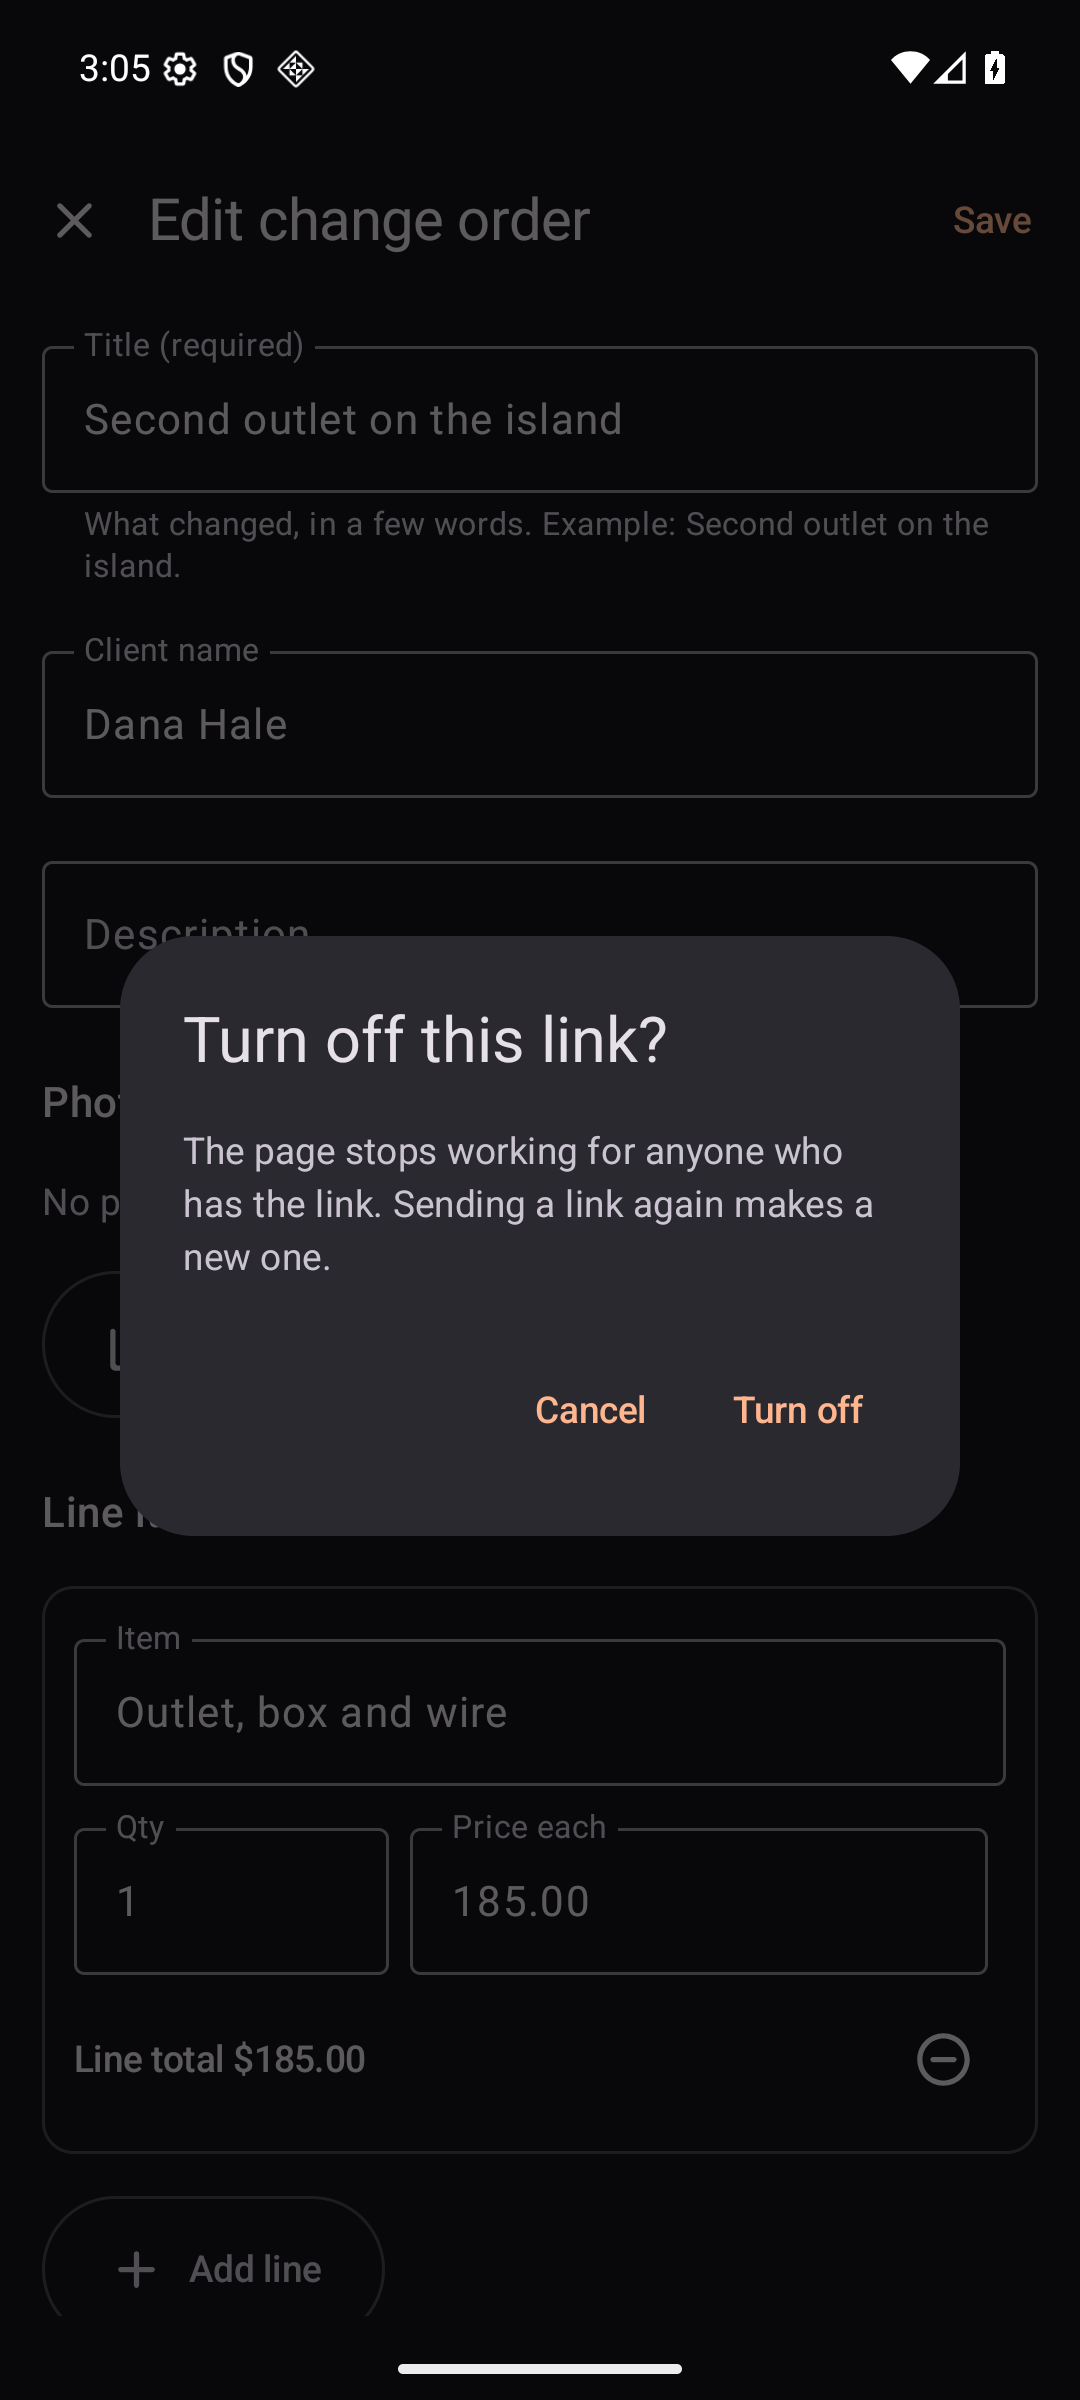 3:05
Edit change order
Save
Title (required)
Second outlet on the island
What changed, in a few words. Example: Second outlet on the
island.
Client name
Dana Hale
Description
Turn off this link?
The page stops working for anyone who
has the link. Sending a link again makes a
new one.
Cancel
Turn off
No
Line
Item
Outlet, box and wire
Qty
1
Price each
185.00
Line total $185.00
Add line